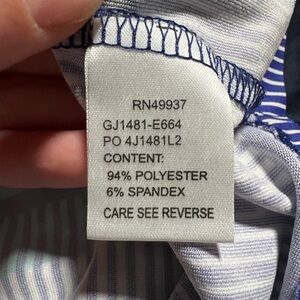 RN49937
GJ1481-E664
PO 4J1481L2
CONTENT:
94% POLYESTER
6% SPANDEX
CARE SEE REVERSE